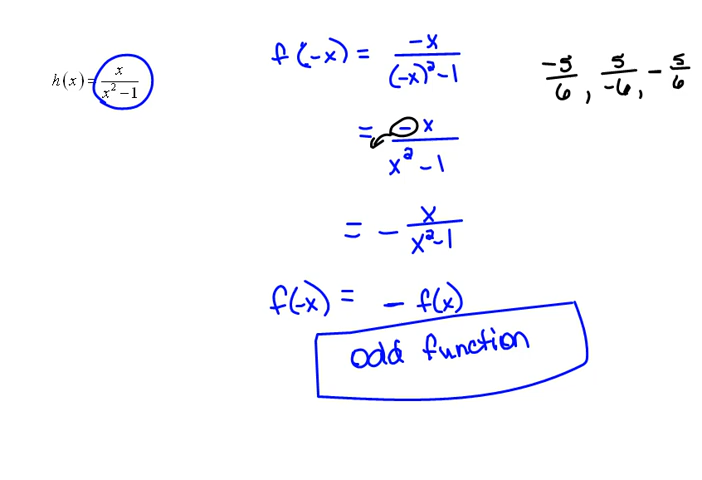 h(x) = x/(x² − 1)
f(-x) = -x/((-x)² - 1)
= -x/(x² - 1)
= - x/(x² - 1)
f(-x) = - f(x)
odd function
-5/6 , 5/-6 , - 5/6